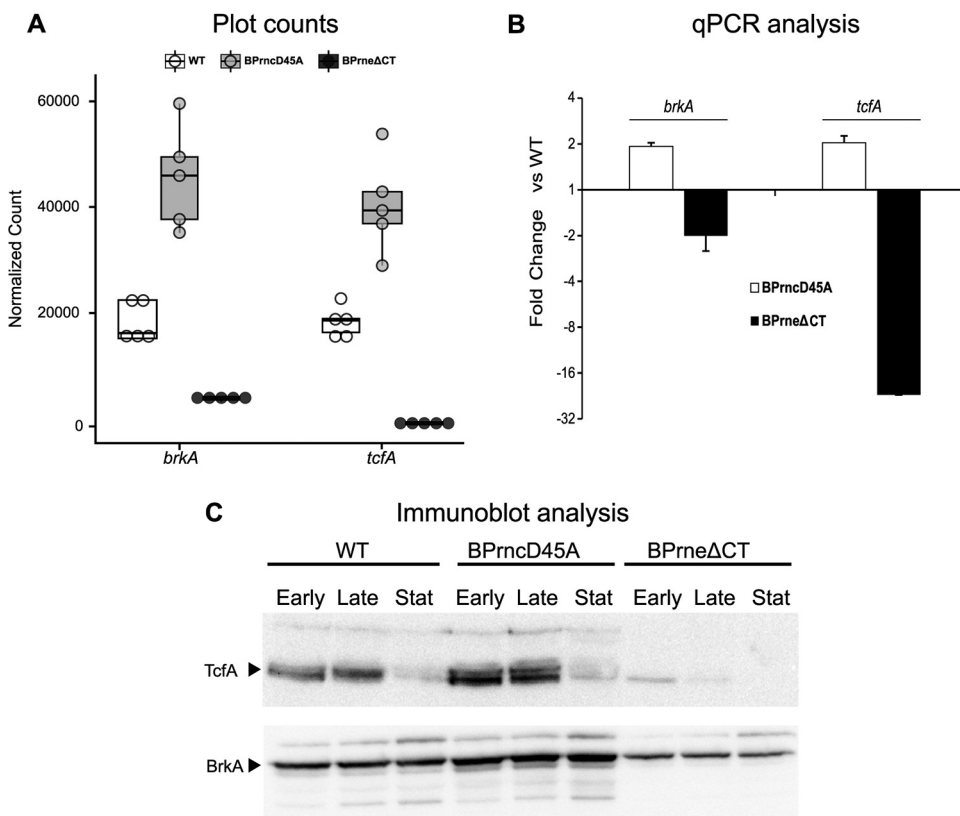 A Plot counts
WT BPrncD45A BPrneΔCT
Normalized Count
60000
40000
20000
0
brkA tcfA
B qPCR analysis
Fold Change vs WT
4
2
1
-2
-4
-8
-16
-32
brkA tcfA
BPrncD45A
BPrneΔCT
C Immunoblot analysis
WT BPrncD45A BPrneΔCT
Early Late Stat Early Late Stat Early Late Stat
TcfA
BrkA